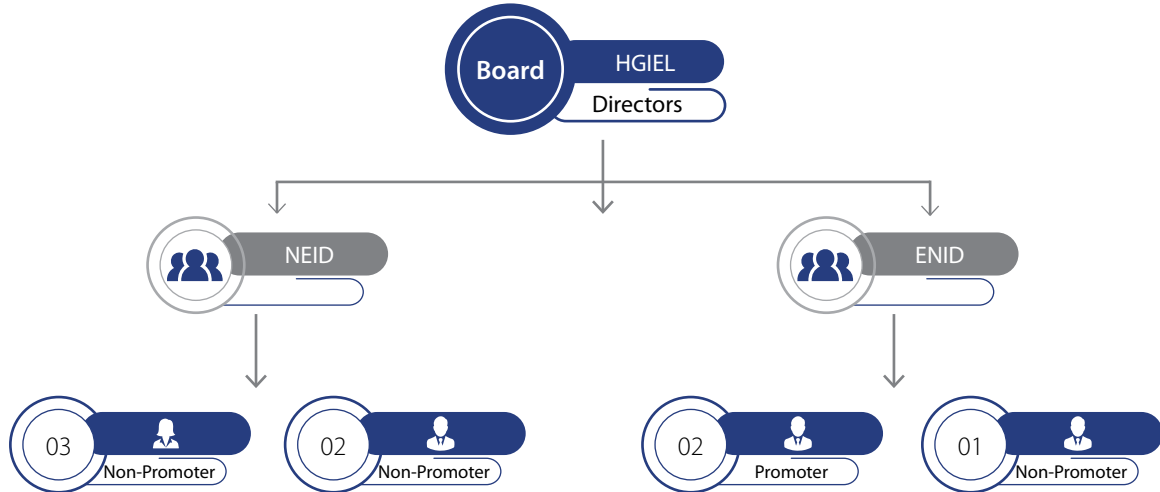 Board
HGIEL
Directors
NEID
ENID
03
Non-Promoter
02
Non-Promoter
02
Promoter
01
Non-Promoter